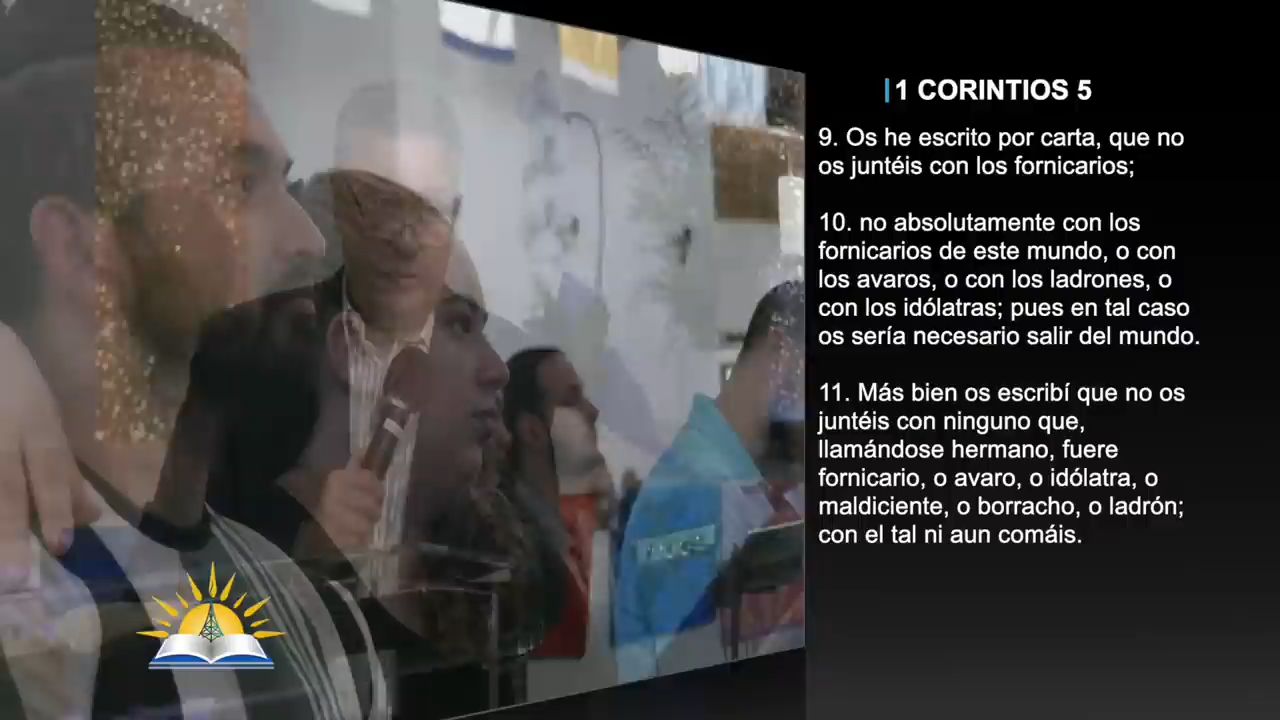 1 CORINTIOS 5
9. Os he escrito por carta, que no
os juntéis con los fornicarios;
10. no absolutamente con los
fornicarios de este mundo, o con
los avaros, o con los ladrones, o
con los idólatras; pues en tal caso
os sería necesario salir del mundo.
11. Más bien os escribí que no os
juntéis con ninguno que,
llamándose hermano, fuere
fornicario, o avaro, o idólatra, o
maldiciente, o borracho, o ladrón;
con el tal ni aun comáis.